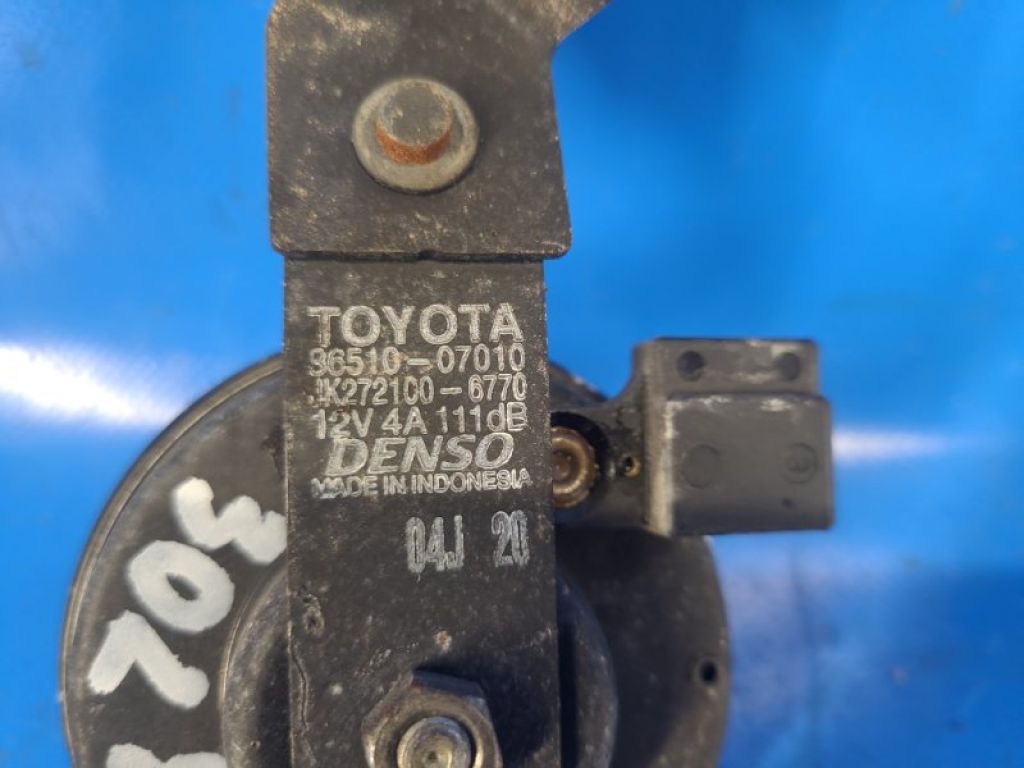 TOYOTA
86510-07010
JK272100-6770
12V 4A 111dB
DENSO
MADE IN INDONESIA
04J 20